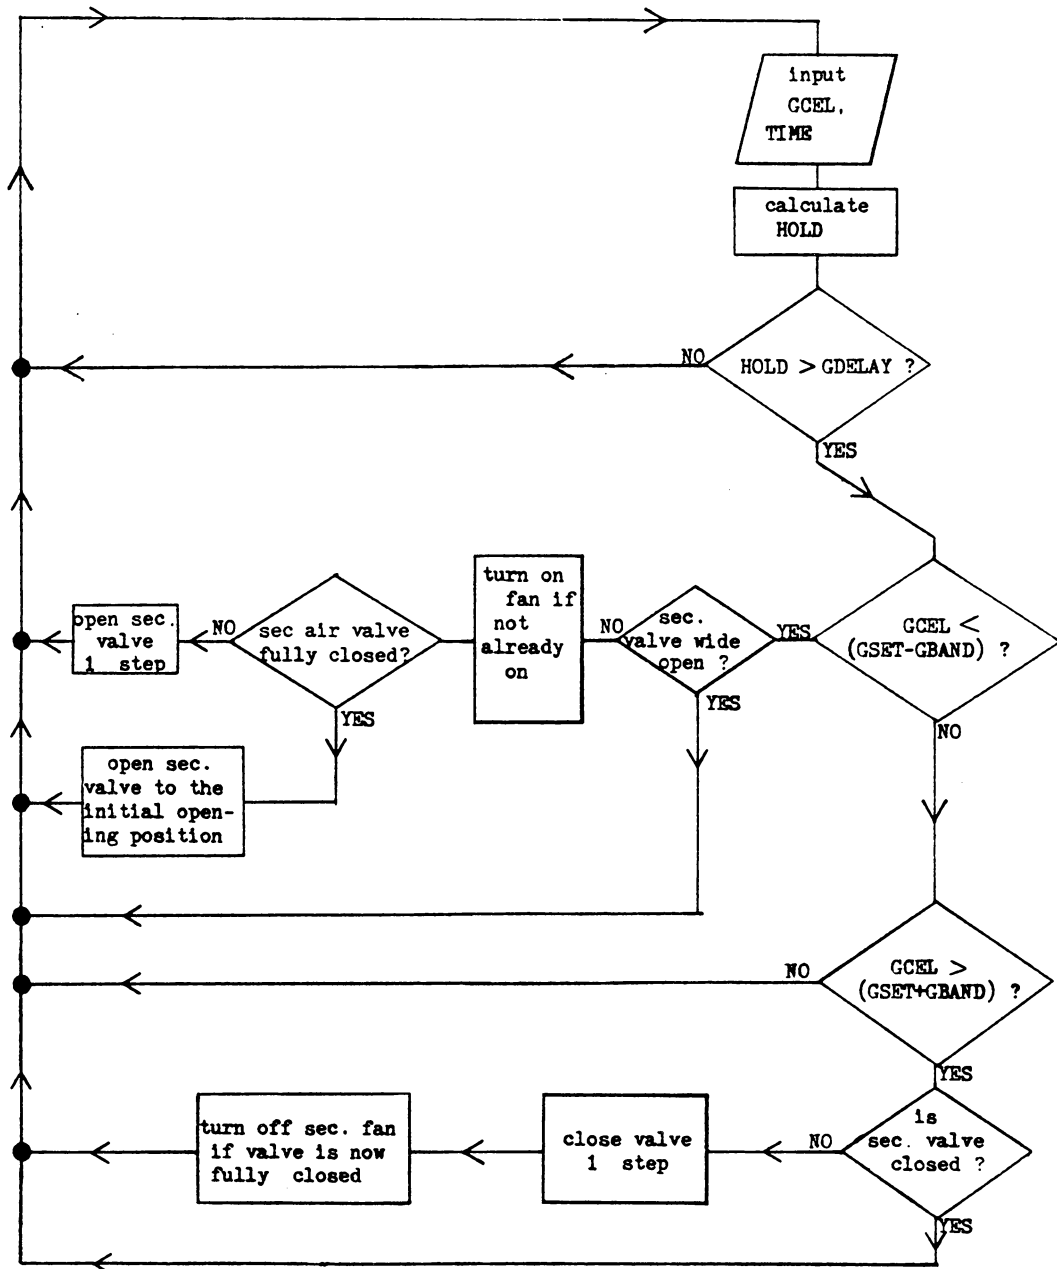 input
GCEL,
TIME
calculate
HOLD
NO
HOLD > GDELAY ?
YES
turn on
fan if
not
already
on
open sec.
valve
1 step
NO
sec air valve
fully closed?
YES
NO
sec.
valve wide
open ?
YES
YES
GCEL <
(GSET-GBAND) ?
NO
open sec.
valve to the
initial open-
ing position
NO
GCEL >
(GSET+GBAND) ?
YES
turn off sec. fan
if valve is now
fully closed
close valve
1 step
NO
is
sec. valve
closed ?
YES